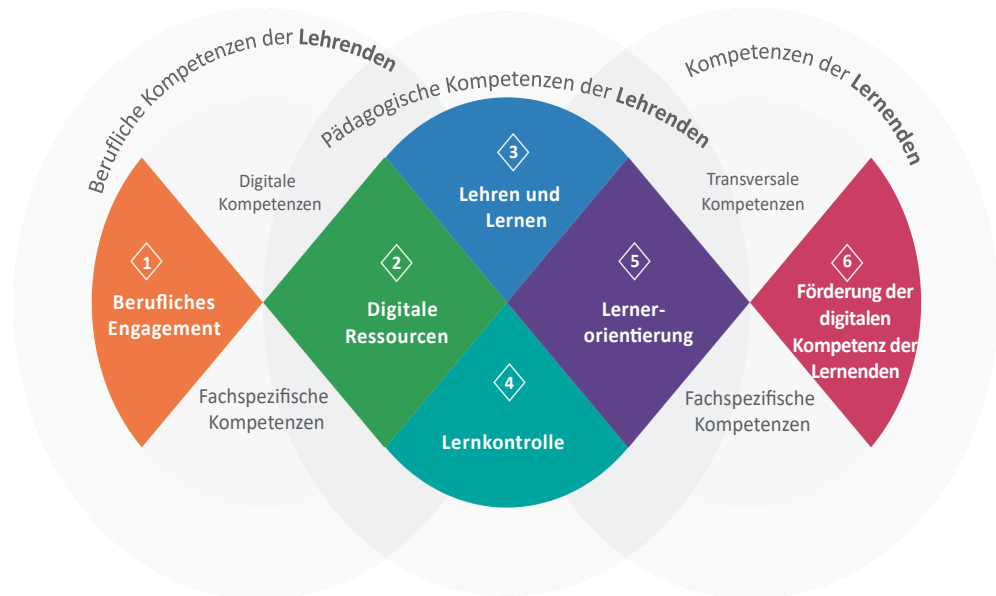 Berufliche Kompetenzen der Lehrenden
Pädagogische Kompetenzen der Lehrenden
Kompetenzen der Lernenden
Digitale
Kompetenzen
Transversale
Kompetenzen
1
Berufliches
Engagement
2
Digitale
Ressourcen
3
Lehren und
Lernen
4
Lernkontrolle
5
Lerner-
orientierung
6
Förderung der
digitalen
Kompetenz der
Lernenden
Fachspezifische
Kompetenzen
Fachspezifische
Kompetenzen